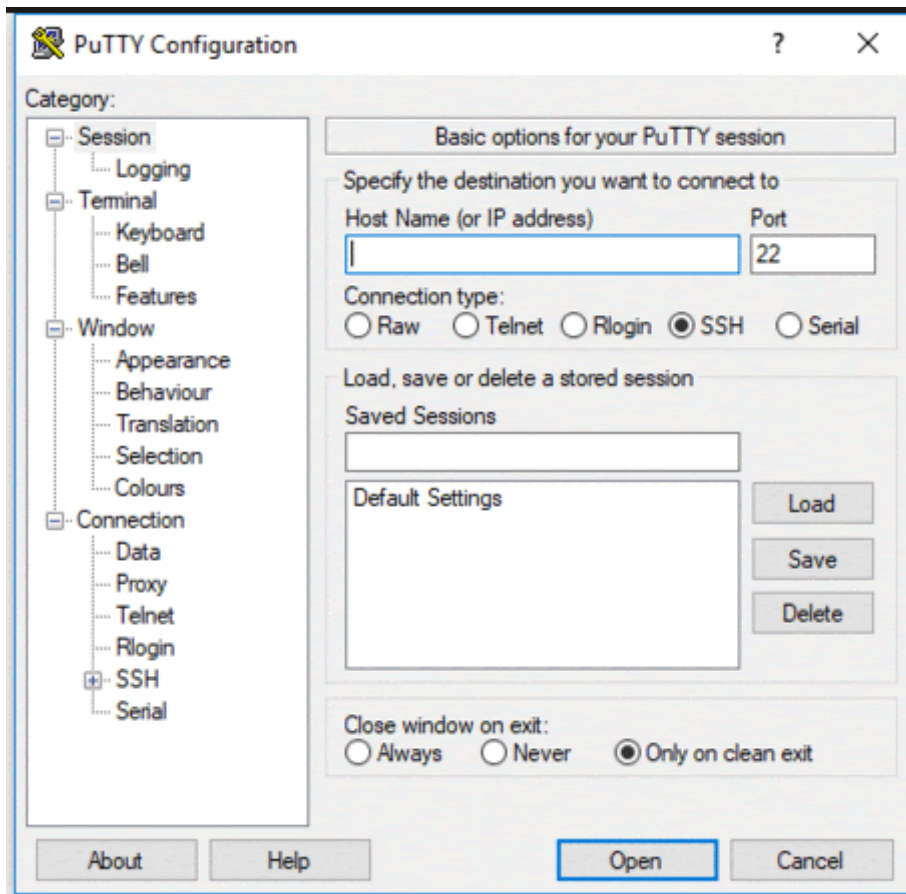 PuTTY Configuration
?
Category:
Session
Logging
Terminal
Keyboard
Bell
Features
Window
Appearance
Behaviour
Translation
Selection
Colours
Connection
Data
Proxy
Telnet
Rlogin
SSH
Serial
Basic options for your PuTTY session
Specify the destination you want to connect to
Host Name (or IP address) Port
22
Connection type:
Raw Telnet Rlogin SSH Serial
Load, save or delete a stored session
Saved Sessions
Default Settings
Load
Save
Delete
Close window on exit:
Always Never Only on clean exit
About Help Open Cancel